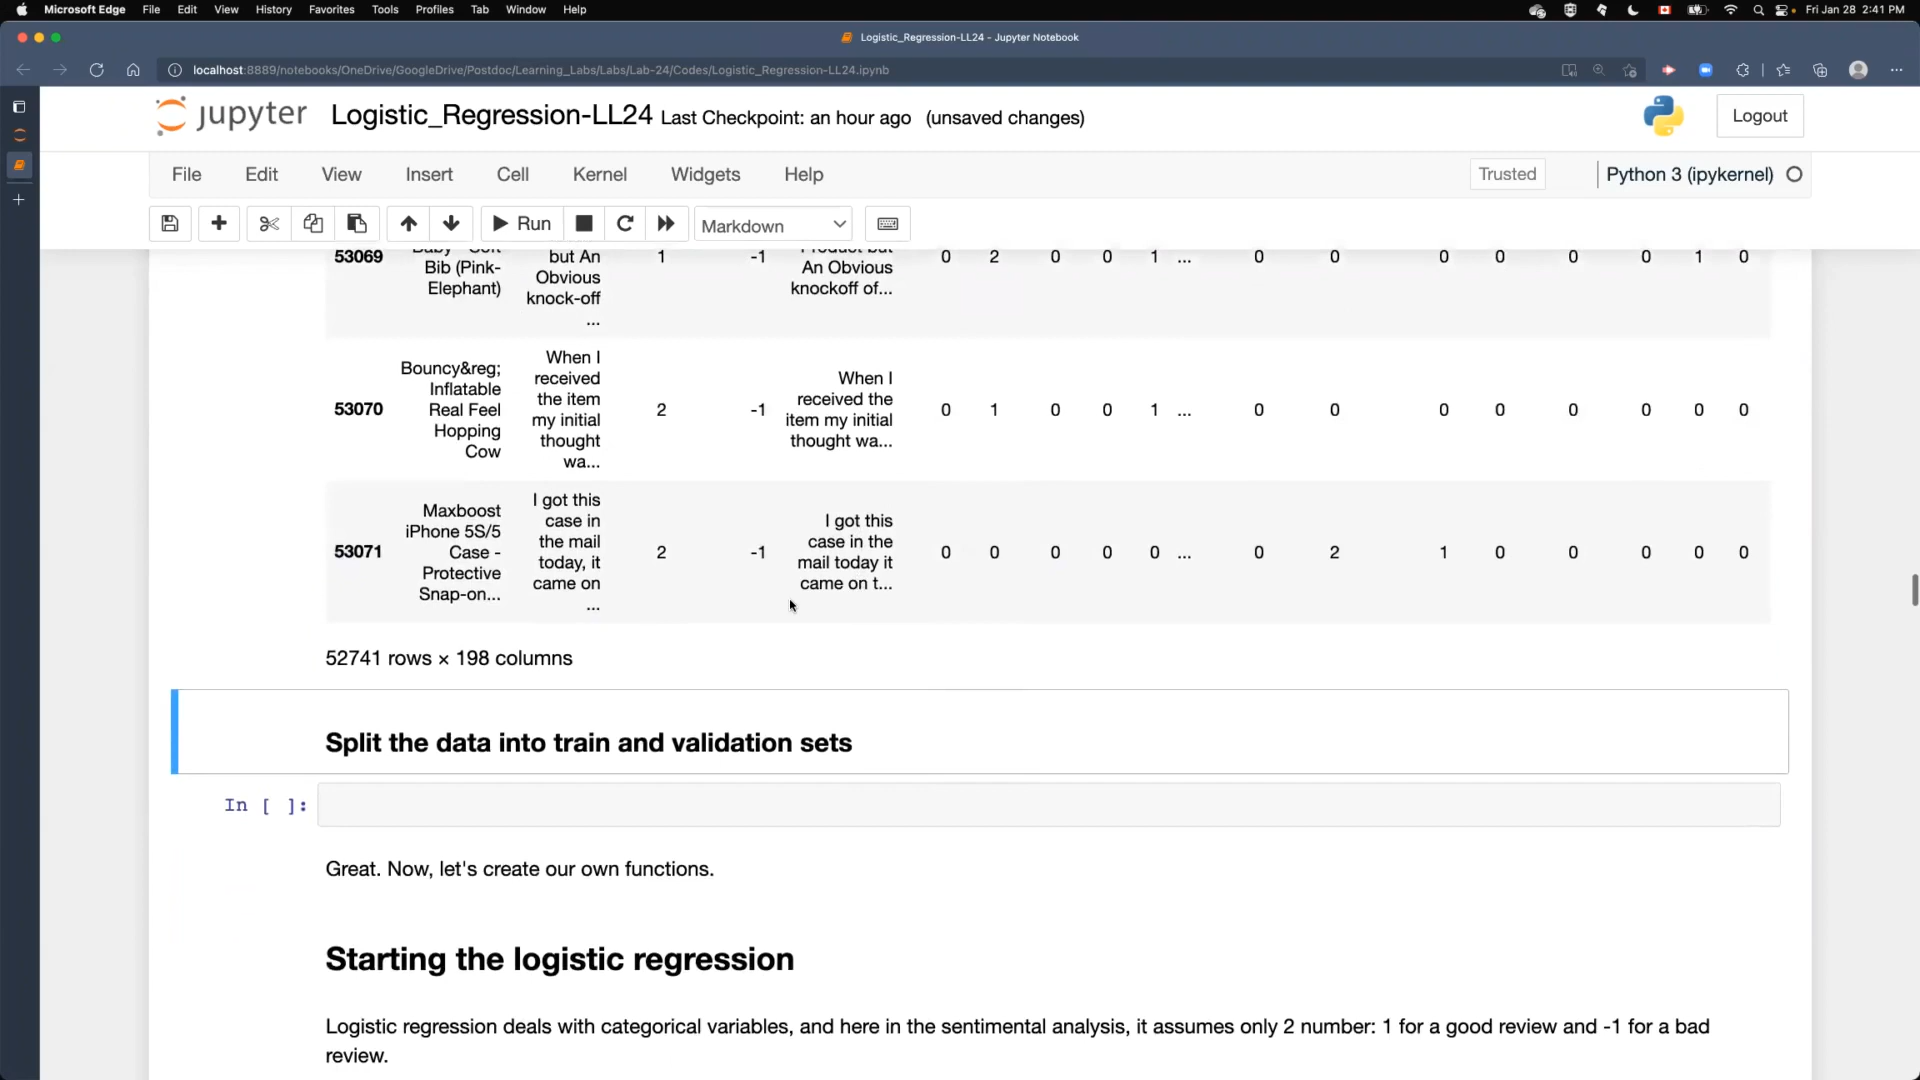 Microsoft Edge File Edit View History Favorites Tools Profiles Tab Window Help Fri Jan 28 2:41 PM
Logistic_Regression-LL24 - Jupyter Notebook
localhost:8889/notebooks/OneDrive/GoogleDrive/Postdoc/Learning_Labs/Labs/Lab-24/Codes/Logistic_Regression-LL24.ipynb
jupyter Logistic_Regression-LL24 Last Checkpoint: an hour ago (unsaved changes) Logout
File Edit View Insert Cell Kernel Widgets Help Trusted Python 3 (ipykernel)
Run Markdown
53069 Bib (Pink- but An 1 -1 An Obvious 0 2 0 0 1 ... 0 0 0 0 0 0 1 0
Elephant) Obvious knockoff of...
knock-off
...
When I
Bouncy&reg; received When I
Inflatable the item received the
53070 Real Feel my initial 2 -1 item my initial 0 1 0 0 1 ... 0 0 0 0 0 0 0 0
Hopping thought thought wa...
Cow wa...
I got this
Maxboost case in I got this
iPhone 5S/5 the mail case in the
53071 Case - today, it 2 -1 mail today it 0 0 0 0 0 ... 0 2 1 0 0 0 0 0
Protective came on came on t...
Snap-on... ...
52741 rows × 198 columns
Split the data into train and validation sets
In [ ]:
Great. Now, let's create our own functions.
Starting the logistic regression
Logistic regression deals with categorical variables, and here in the sentimental analysis, it assumes only 2 number: 1 for a good review and -1 for a bad
review.